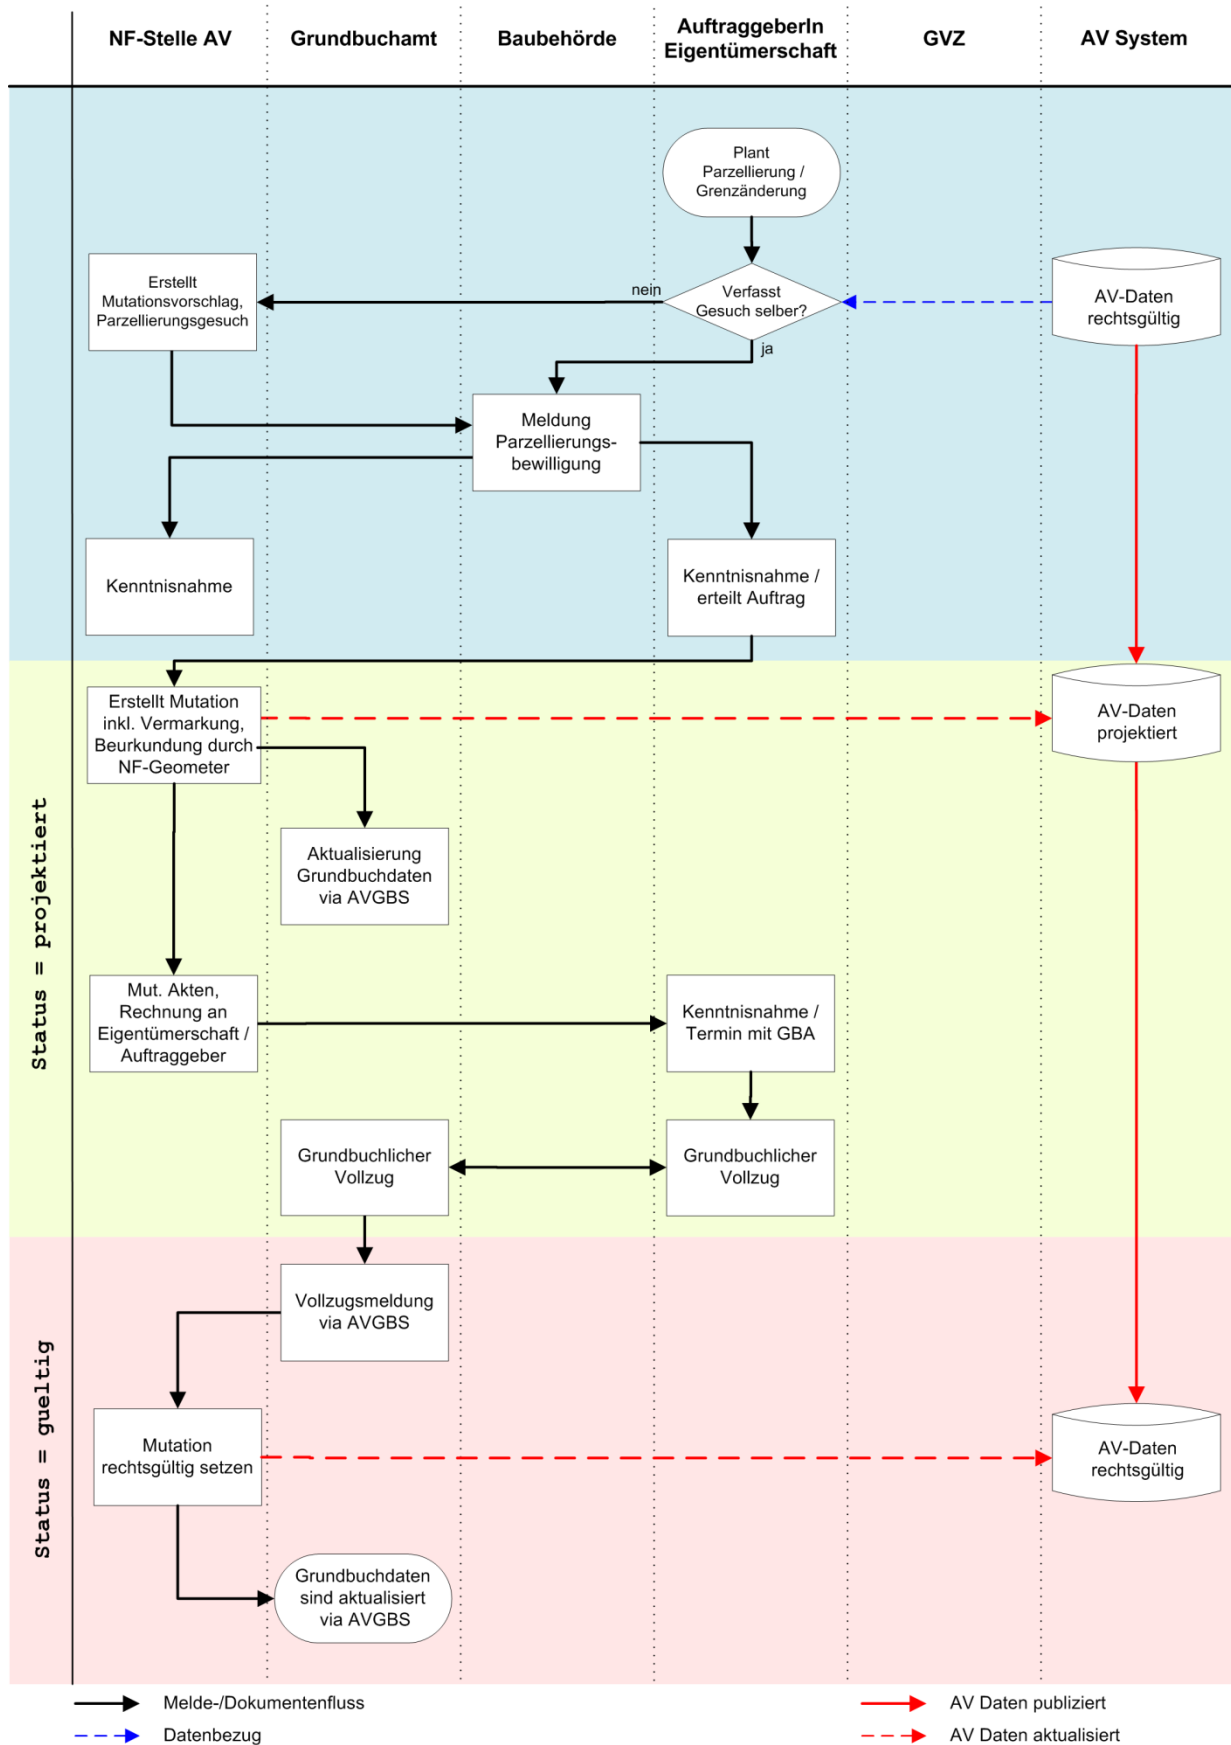 NF-Stelle AV
Grundbuchamt
Baubehörde
AuftraggeberIn
Eigentümerschaft
GVZ
AV System
Plant
Parzellierung /
Grenzänderung
Erstellt
Mutationsvorschlag,
Parzellierungsgesuch
nein
Verfasst
Gesuch selber?
ja
AV-Daten
rechtsgültig
Meldung
Parzellierungs-
bewilligung
Kenntnisnahme
Kenntnisnahme /
erteilt Auftrag
Status = projektiert
Erstellt Mutation
inkl. Vermarkung,
Beurkundung durch
NF-Geometer
AV-Daten
projektiert
Aktualisierung
Grundbuchdaten
via AVGBS
Mut. Akten,
Rechnung an
Eigentümerschaft /
Auftraggeber
Kenntnisnahme /
Termin mit GBA
Grundbuchlicher
Vollzug
Grundbuchlicher
Vollzug
Status = gueltig
Vollzugsmeldung
via AVGBS
Mutation
rechtsgültig setzen
AV-Daten
rechtsgültig
Grundbuchdaten
sind aktualisiert
via AVGBS
Melde-/Dokumentenfluss
AV Daten publiziert
Datenbezug
AV Daten aktualisiert